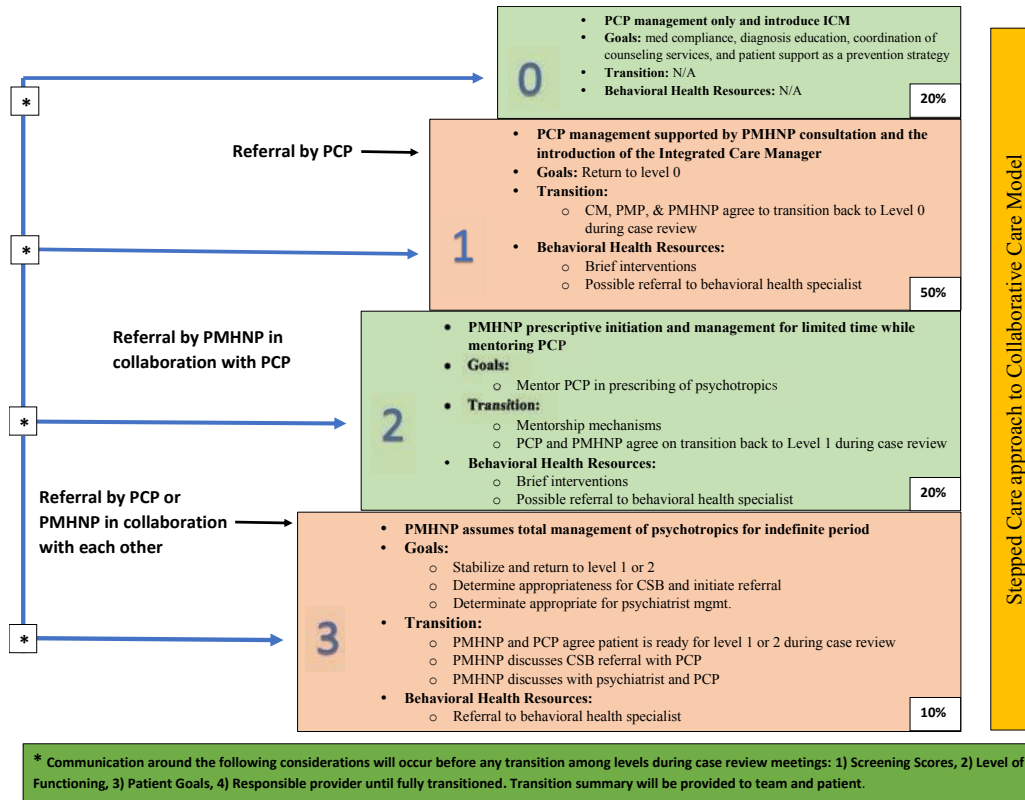 • PCP management only and introduce ICM
• Goals: med compliance, diagnosis education, coordination of
counseling services, and patient support as a prevention strategy
• Transition: N/A
• Behavioral Health Resources: N/A
0
20%
*
Referral by PCP
• PCP management supported by PMHNP consultation and the
introduction of the Integrated Care Manager
• Goals: Return to level 0
• Transition:
o CM, PMP, & PMHNP agree to transition back to Level 0
during case review
• Behavioral Health Resources:
o Brief interventions
o Possible referral to behavioral health specialist
1
50%
*
Referral by PMHNP in
collaboration with PCP
• PMHNP prescriptive initiation and management for limited time while
mentoring PCP
• Goals:
o Mentor PCP in prescribing of psychotropics
• Transition:
o Mentorship mechanisms
o PCP and PMHNP agree on transition back to Level 1 during case review
• Behavioral Health Resources:
o Brief interventions
o Possible referral to behavioral health specialist
2
20%
*
Referral by PCP or
PMHNP in collaboration
with each other
• PMHNP assumes total management of psychotropics for indefinite period
• Goals:
o Stabilize and return to level 1 or 2
o Determine appropriateness for CSB and initiate referral
o Determinate appropriate for psychiatrist mgmt.
• Transition:
o PMHNP and PCP agree patient is ready for level 1 or 2 during case review
o PMHNP discusses CSB referral with PCP
o PMHNP discusses with psychiatrist and PCP
• Behavioral Health Resources:
o Referral to behavioral health specialist
3
10%
*
Stepped Care approach to Collaborative Care Model
* Communication around the following considerations will occur before any transition among levels during case review meetings: 1) Screening Scores, 2) Level of
Functioning, 3) Patient Goals, 4) Responsible provider until fully transitioned. Transition summary will be provided to team and patient.